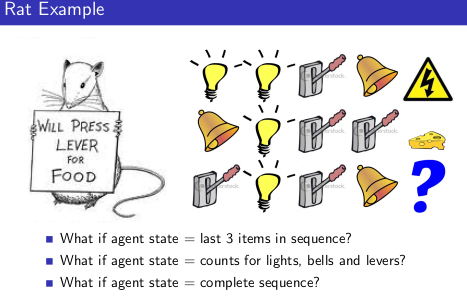 Rat Example
WILL PRESS
LEVER
FOR
FOOD
?
What if agent state = last 3 items in sequence?
What if agent state = counts for lights, bells and levers?
What if agent state = complete sequence?